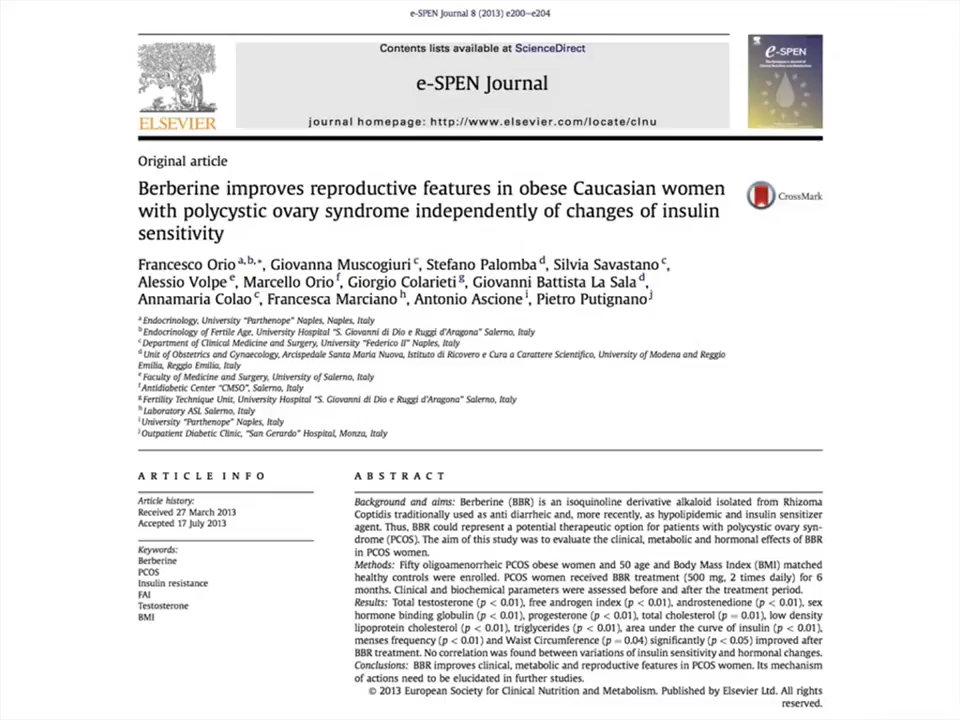 e-SPEN Journal 8 (2013) e200–e204
Contents lists available at ScienceDirect
e-SPEN Journal
journal homepage: http://www.elsevier.com/locate/clnu
ELSEVIER
e-SPEN
Original article
Berberine improves reproductive features in obese Caucasian women
with polycystic ovary syndrome independently of changes of insulin
sensitivity
CrossMark
Francesco Orio a,b,*, Giovanna Muscogiuri c, Stefano Palomba d, Silvia Savastano c,
Alessio Volpe e, Marcello Orio f, Giorgio Colarieti g, Giovanni Battista La Sala d,
Annamaria Colao c, Francesca Marciano h, Antonio Ascione i, Pietro Putignano j
a Endocrinology, University "Parthenope" Naples, Naples, Italy
b Endocrinology of Fertile Age, University Hospital "S. Giovanni di Dio e Ruggi d'Aragona" Salerno, Italy
c Department of Clinical Medicine and Surgery, University "Federico II" Naples, Italy
d Unit of Obstetrics and Gynaecology, Arcispedale Santa Maria Nuova, Istituto di Ricovero e Cura a Carattere Scientifico, University of Modena and Reggio
Emilia, Reggio Emilia, Italy
e Faculty of Medicine and Surgery, University of Salerno, Italy
f Antidiabetic Center "CMSO", Salerno, Italy
g Fertility Technique Unit, University Hospital "S. Giovanni di Dio e Ruggi d'Aragona" Salerno, Italy
h Laboratory ASL Salerno, Italy
i University "Parthenope" Naples, Italy
j Outpatient Diabetic Clinic, "San Gerardo" Hospital, Monza, Italy
ARTICLE INFO
Article history:
Received 27 March 2013
Accepted 17 July 2013
Keywords:
Berberine
PCOS
Insulin resistance
FAI
Testosterone
BMI
ABSTRACT
Background and aims: Berberine (BBR) is an isoquinoline derivative alkaloid isolated from Rhizoma
Coptidis traditionally used as anti diarrheic and, more recently, as hypolipidemic and insulin sensitizer
agent. Thus, BBR could represent a potential therapeutic option for patients with polycystic ovary syn-
drome (PCOS). The aim of this study was to evaluate the clinical, metabolic and hormonal effects of BBR
in PCOS women.
Methods: Fifty oligoamenorrheic PCOS obese women and 50 age and Body Mass Index (BMI) matched
healthy controls were enrolled. PCOS women received BBR treatment (500 mg, 2 times daily) for 6
months. Clinical and biochemical parameters were assessed before and after the treatment period.
Results: Total testosterone (p < 0.01), free androgen index (p < 0.01), androstenedione (p < 0.01), sex
hormone binding globulin (p < 0.01), progesterone (p < 0.01), total cholesterol (p = 0.01), low density
lipoprotein cholesterol (p < 0.01), triglycerides (p < 0.01), area under the curve of insulin (p < 0.01),
menses frequency (p < 0.01) and Waist Circumference (p = 0.04) significantly (p < 0.05) improved after
BBR treatment. No correlation was found between variations of insulin sensitivity and hormonal changes.
Conclusions: BBR improves clinical, metabolic and reproductive features in PCOS women. Its mechanism
of actions need to be elucidated in further studies.
© 2013 European Society for Clinical Nutrition and Metabolism. Published by Elsevier Ltd. All rights
reserved.